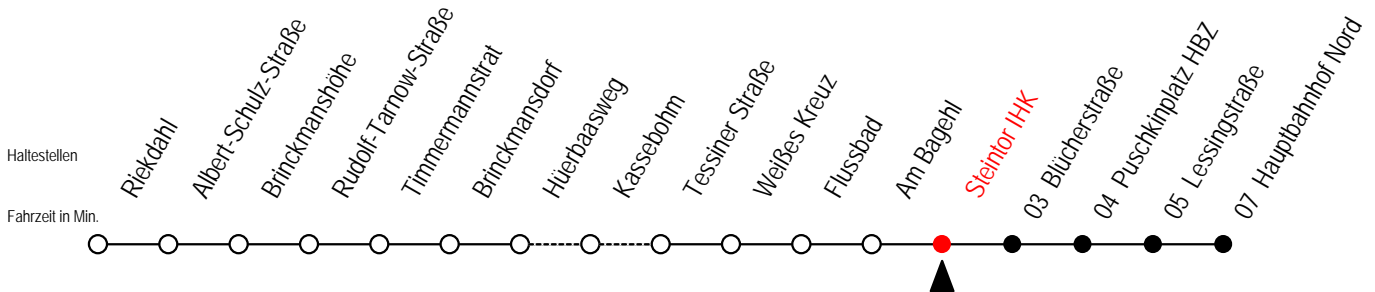 Haltestellen
Riekdahl
Albert-Schulz-Straße
Brinckmanshöhe
Rudolf-Tarnow-Straße
Timmermannstrat
Brinckmansdorf
Hüerbaasweg
Kassebohm
Tessiner Straße
Weißes Kreuz
Flussbad
Am Bagehl
Steintor IHK
03 Blücherstraße
04 Puschkinplatz HBZ
05 Lessingstraße
07 Hauptbahnhof Nord
Fahrzeit in Min.